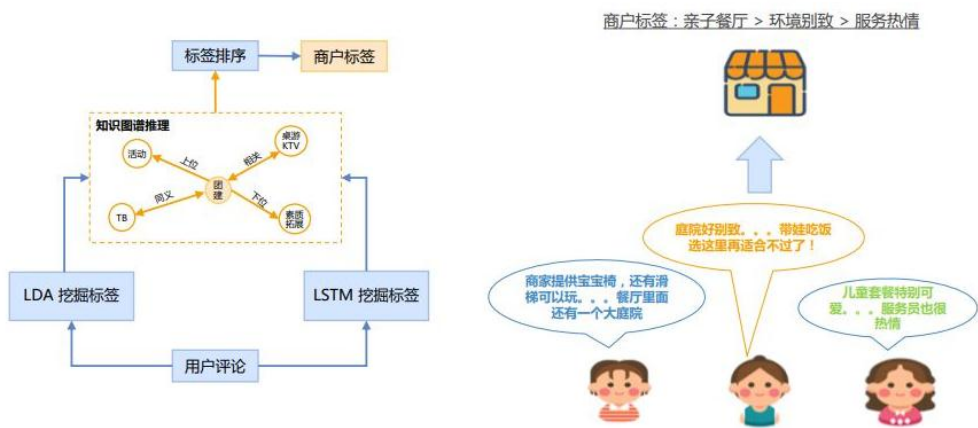 标签排序
商户标签
知识图谱推理
活动
上位
桌游
KTV
相关
团
建
TB
同义
下位
素质
拓展
LDA 挖掘标签
LSTM 挖掘标签
用户评论
商户标签：亲子餐厅 > 环境别致 > 服务热情
庭院好别致。。。带娃吃饭
选这里再适合不过了！
商家提供宝宝椅，还有滑
梯可以玩。。。餐厅里面
还有一个大庭院
儿童套餐特别可
爱。。。服务员也很
热情